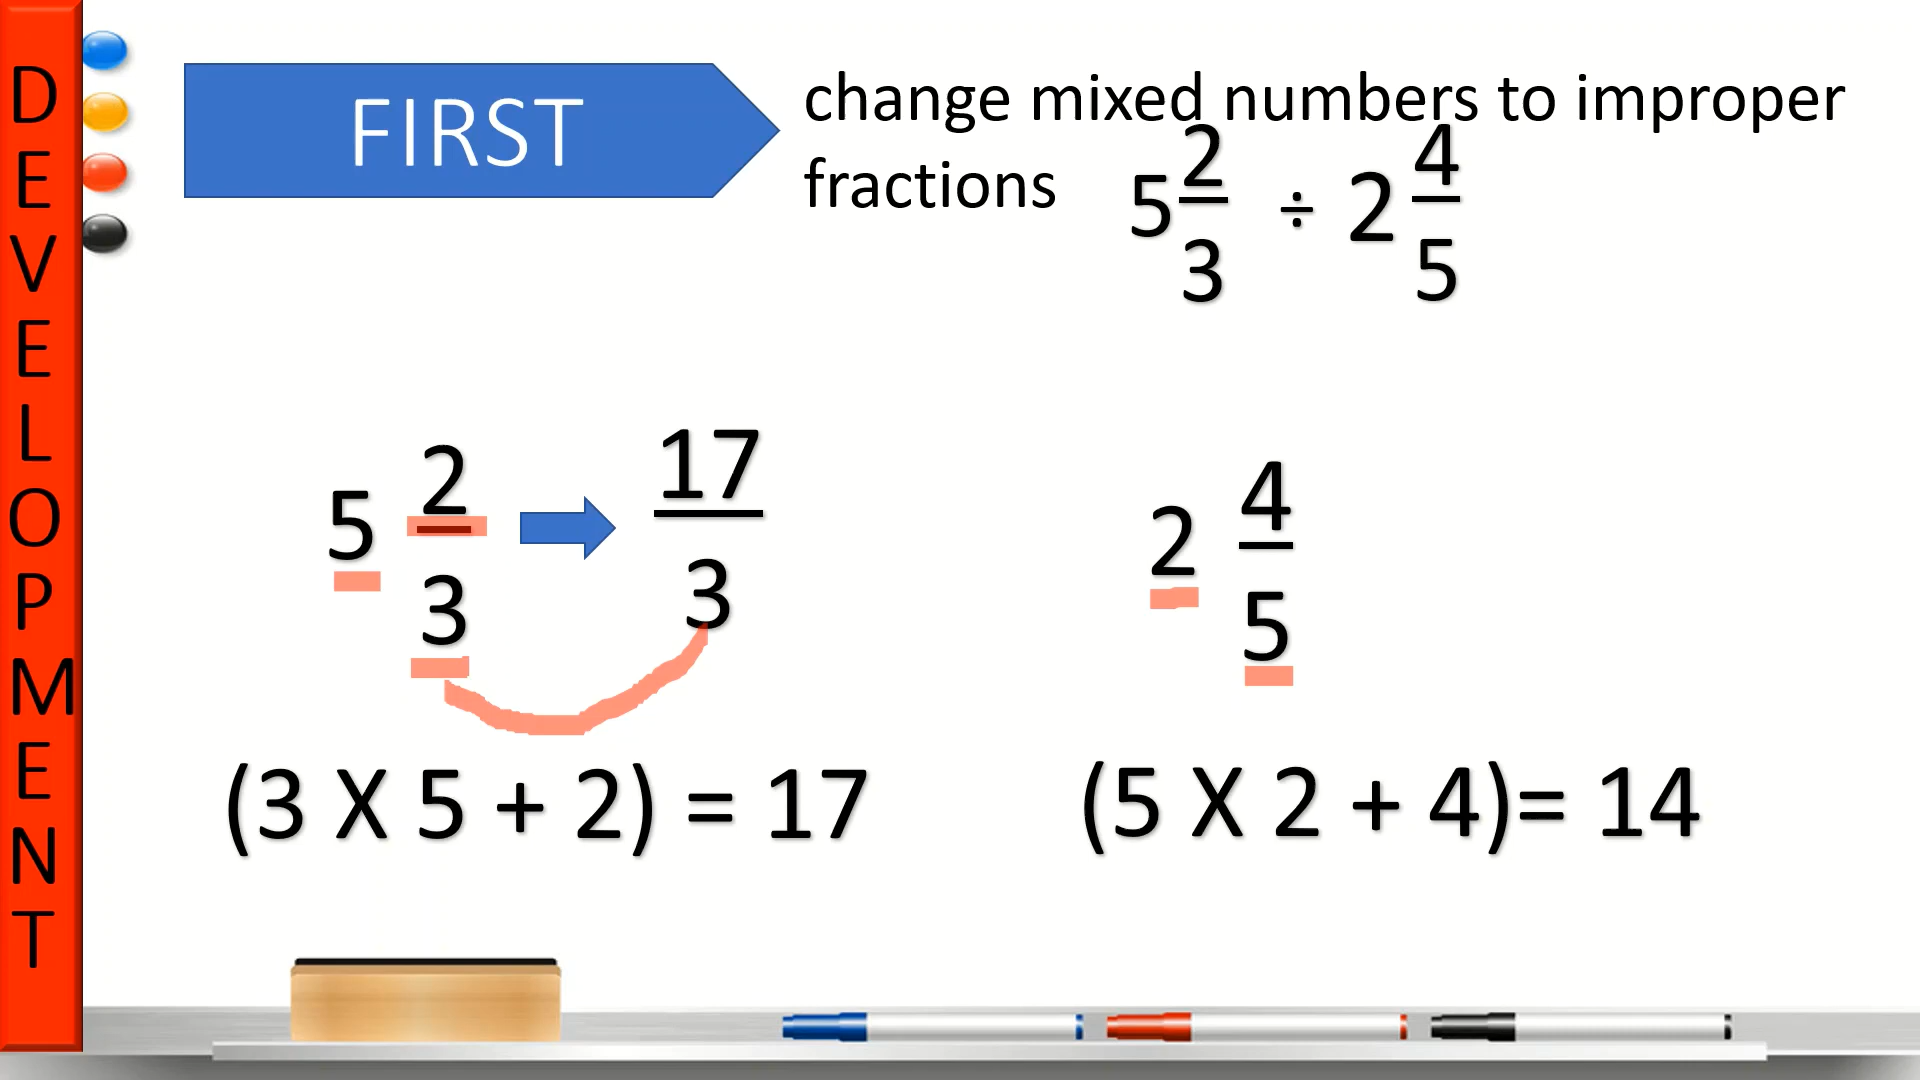 DEVELOPMENT
FIRST
change mixed numbers to improper
fractions
5 2/3 ÷ 2 4/5
5 2/3 17/3
2 4/5
(3 X 5 + 2) = 17
(5 X 2 + 4)= 14